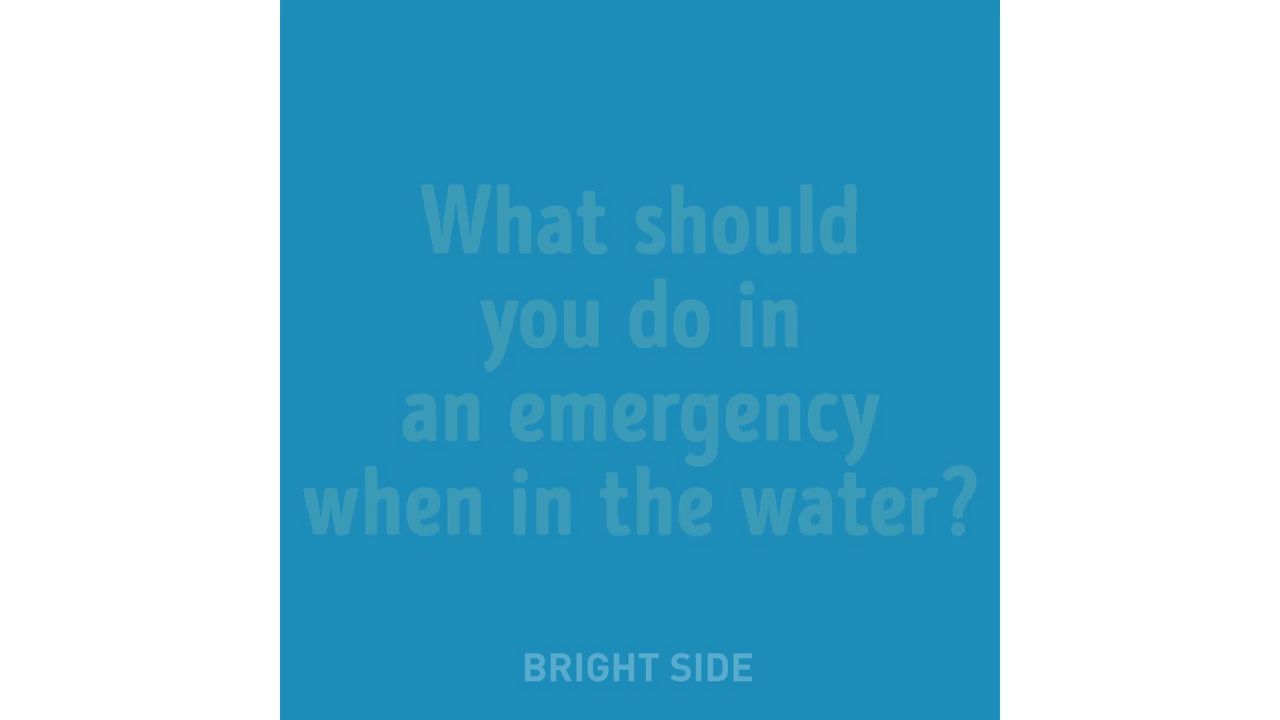 What should
you do in
an emergency
when in the water?
BRIGHT SIDE